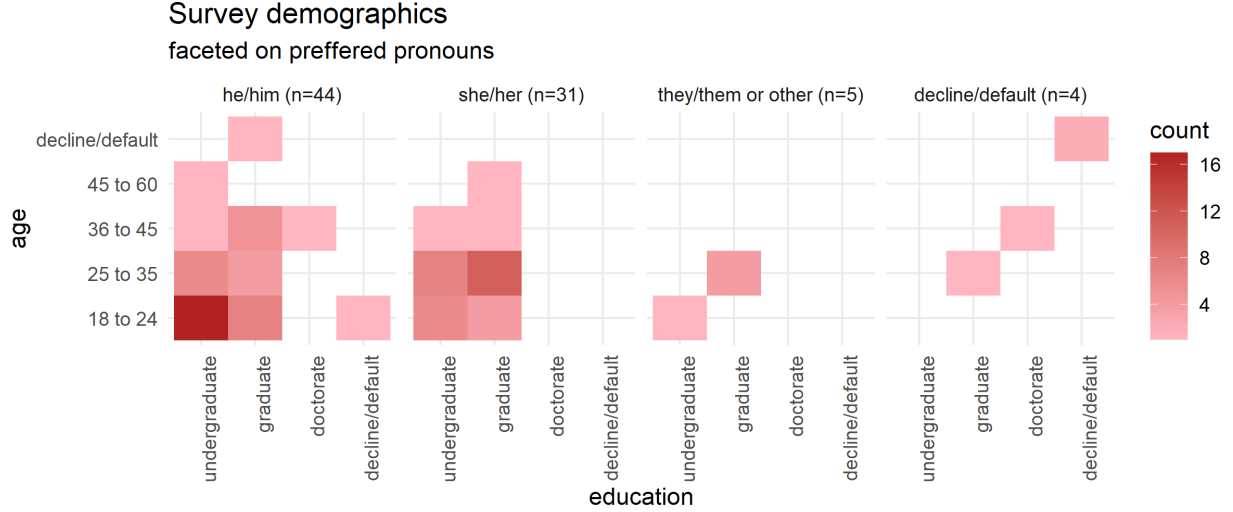 Survey demographics
faceted on preffered pronouns
he/him (n=44)
she/her (n=31)
they/them or other (n=5)
decline/default (n=4)
count
16
12
8
4
age
decline/default
45 to 60
36 to 45
25 to 35
18 to 24
undergraduate
graduate
doctorate
decline/default
undergraduate
graduate
doctorate
decline/default
undergraduate
graduate
doctorate
decline/default
undergraduate
graduate
doctorate
decline/default
education